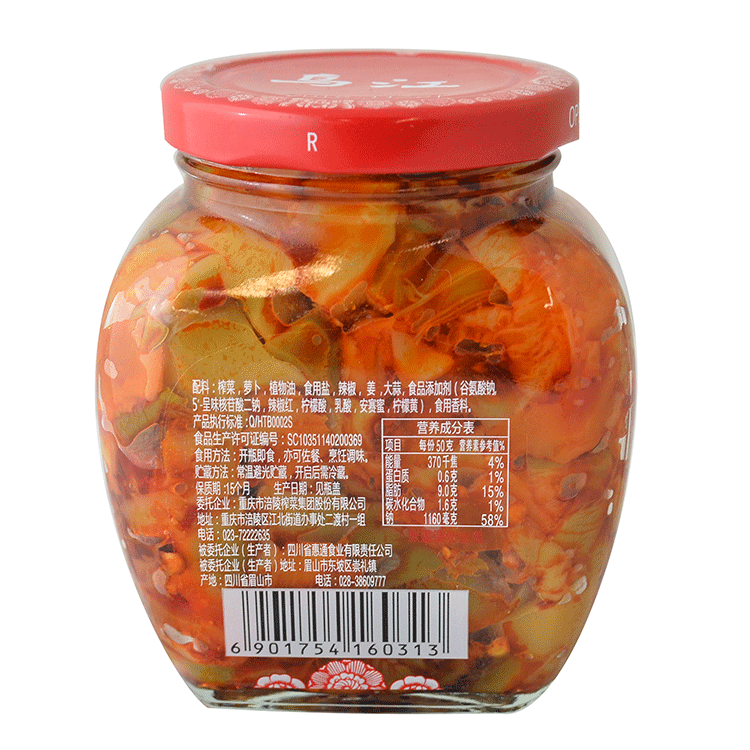 乌江
R
OP
配料：榨菜，萝卜，植物油，食用盐，辣椒，姜，大蒜，食品添加剂（谷氨酸钠，
5'-呈味核苷酸二钠，辣椒红，柠檬酸，乳酸，安赛蜜，柠檬黄），食用香料。
产品执行标准：Q/HTB0002S
食品生产许可证编号：SC10351140200369
食用方法：开瓶即食，亦可佐餐、烹饪调味。
贮藏方法：常温避光贮藏，开启后需冷藏。
保质期：15个月 生产日期：见瓶盖
委托企业：重庆市涪陵榨菜集团股份有限公司
地址：重庆市涪陵区江北街道办事处二渡村一组
电话：023-72222635
被委托企业（生产者）：四川省惠通食业有限责任公司
被委托企业（生产者）地址：眉山市东坡区崇礼镇
产地：四川省眉山市 电话：028-38609777
营养成分表
项目 每份50克 营养素参考值%
能量 370千焦 4%
蛋白质 0.6克 1%
脂肪 9.0克 15%
碳水化合物 1.6克 1%
钠 1160毫克 58%
6901754160313